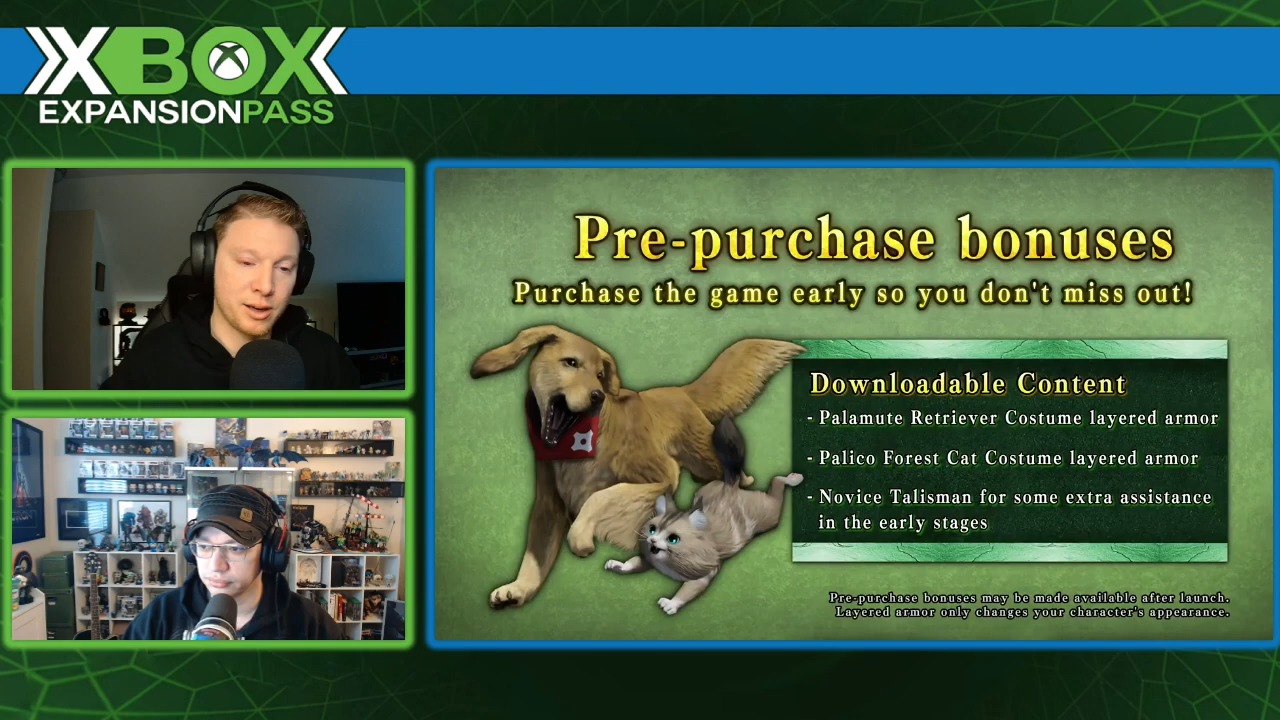 XBOX
EXPANSIONPASS
Pre-purchase bonuses
Purchase the game early so you don't miss out!
Downloadable Content
- Palamute Retriever Costume layered armor
- Palico Forest Cat Costume layered armor
- Novice Talisman for some extra assistance
in the early stages
Pre-purchase bonuses may be made available after launch.
Layered armor only changes your character's appearance.